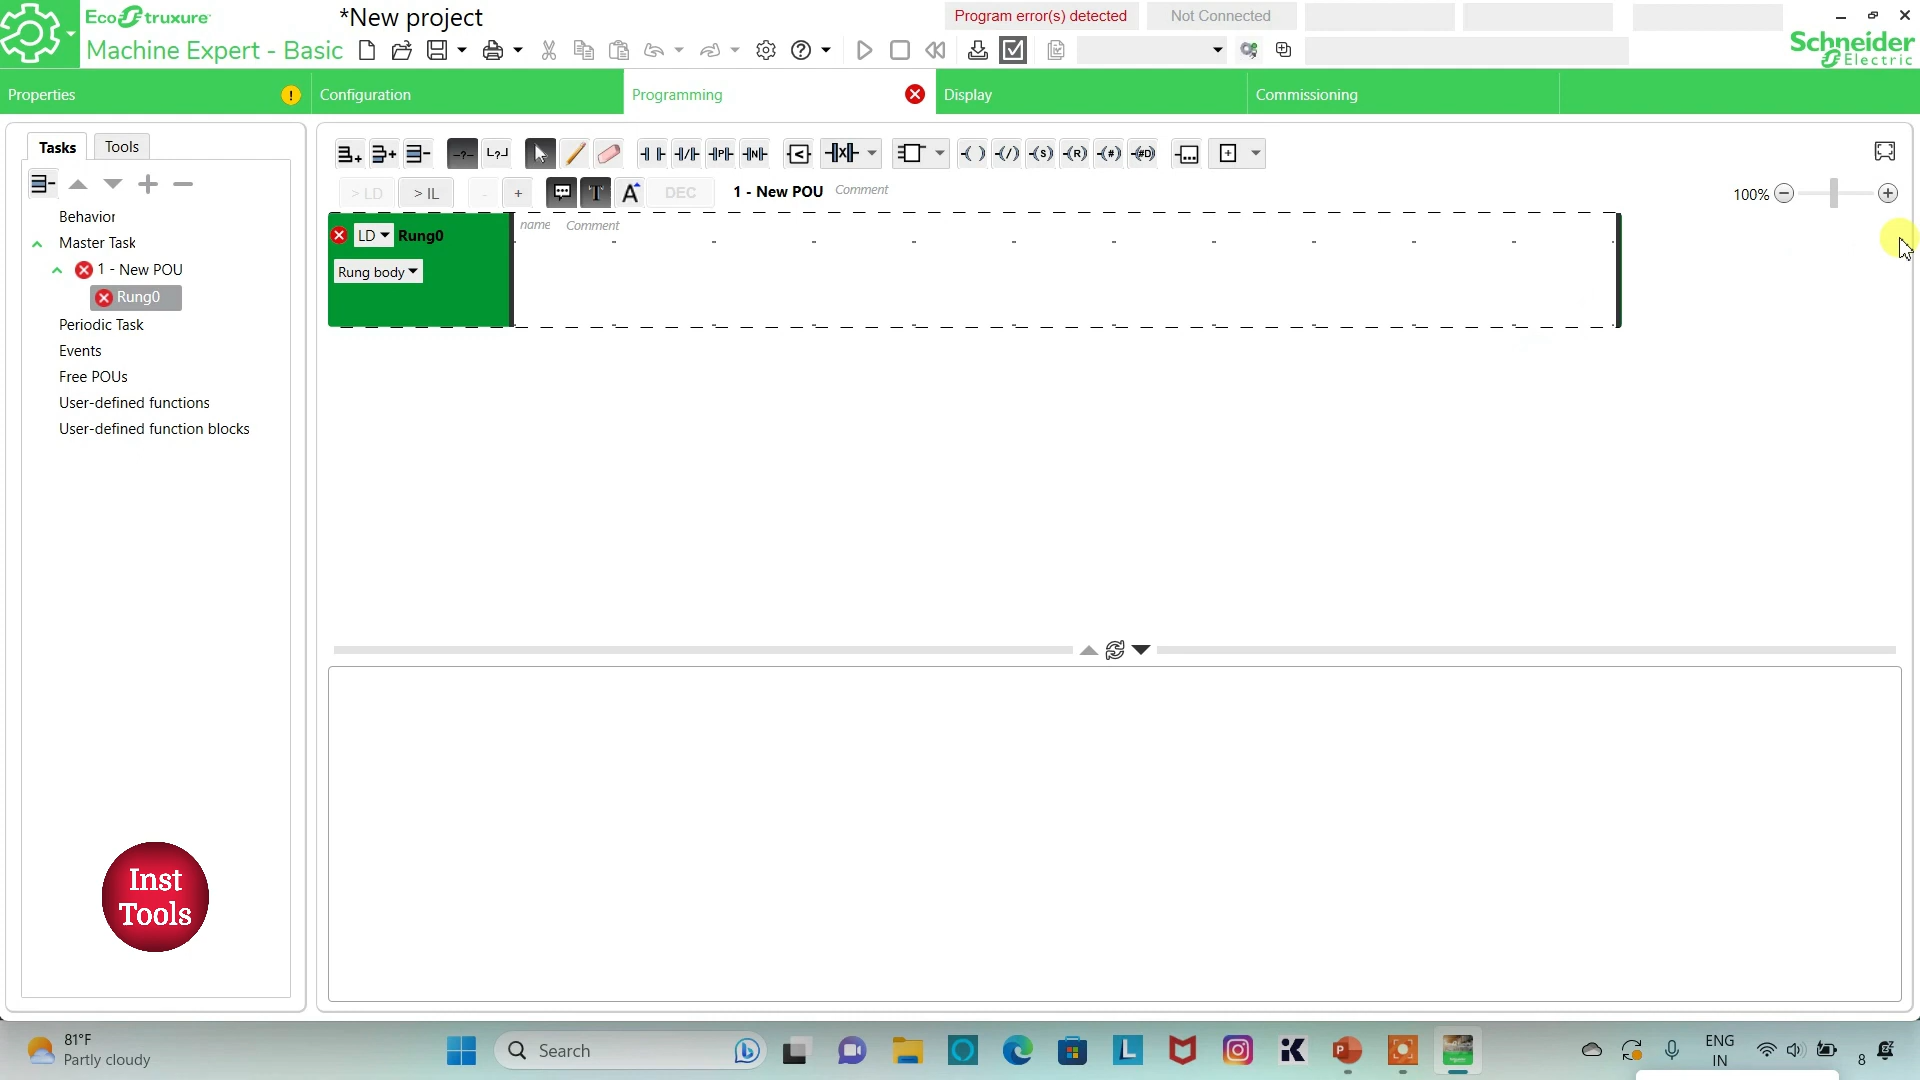 EcoStruxure
Machine Expert - Basic
*New project
Program error(s) detected
Not Connected
Schneider
Electric
Properties
Configuration
Programming
Display
Commissioning
Tasks
Tools
> LD
> IL
DEC
1 - New POU
Comment
100%
Behavior
Master Task
1 - New POU
Rung0
Periodic Task
Events
Free POUs
User-defined functions
User-defined function blocks
LD
Rung0
name
Comment
Rung body
Inst
Tools
81°F
Partly cloudy
Search
ENG
IN
8